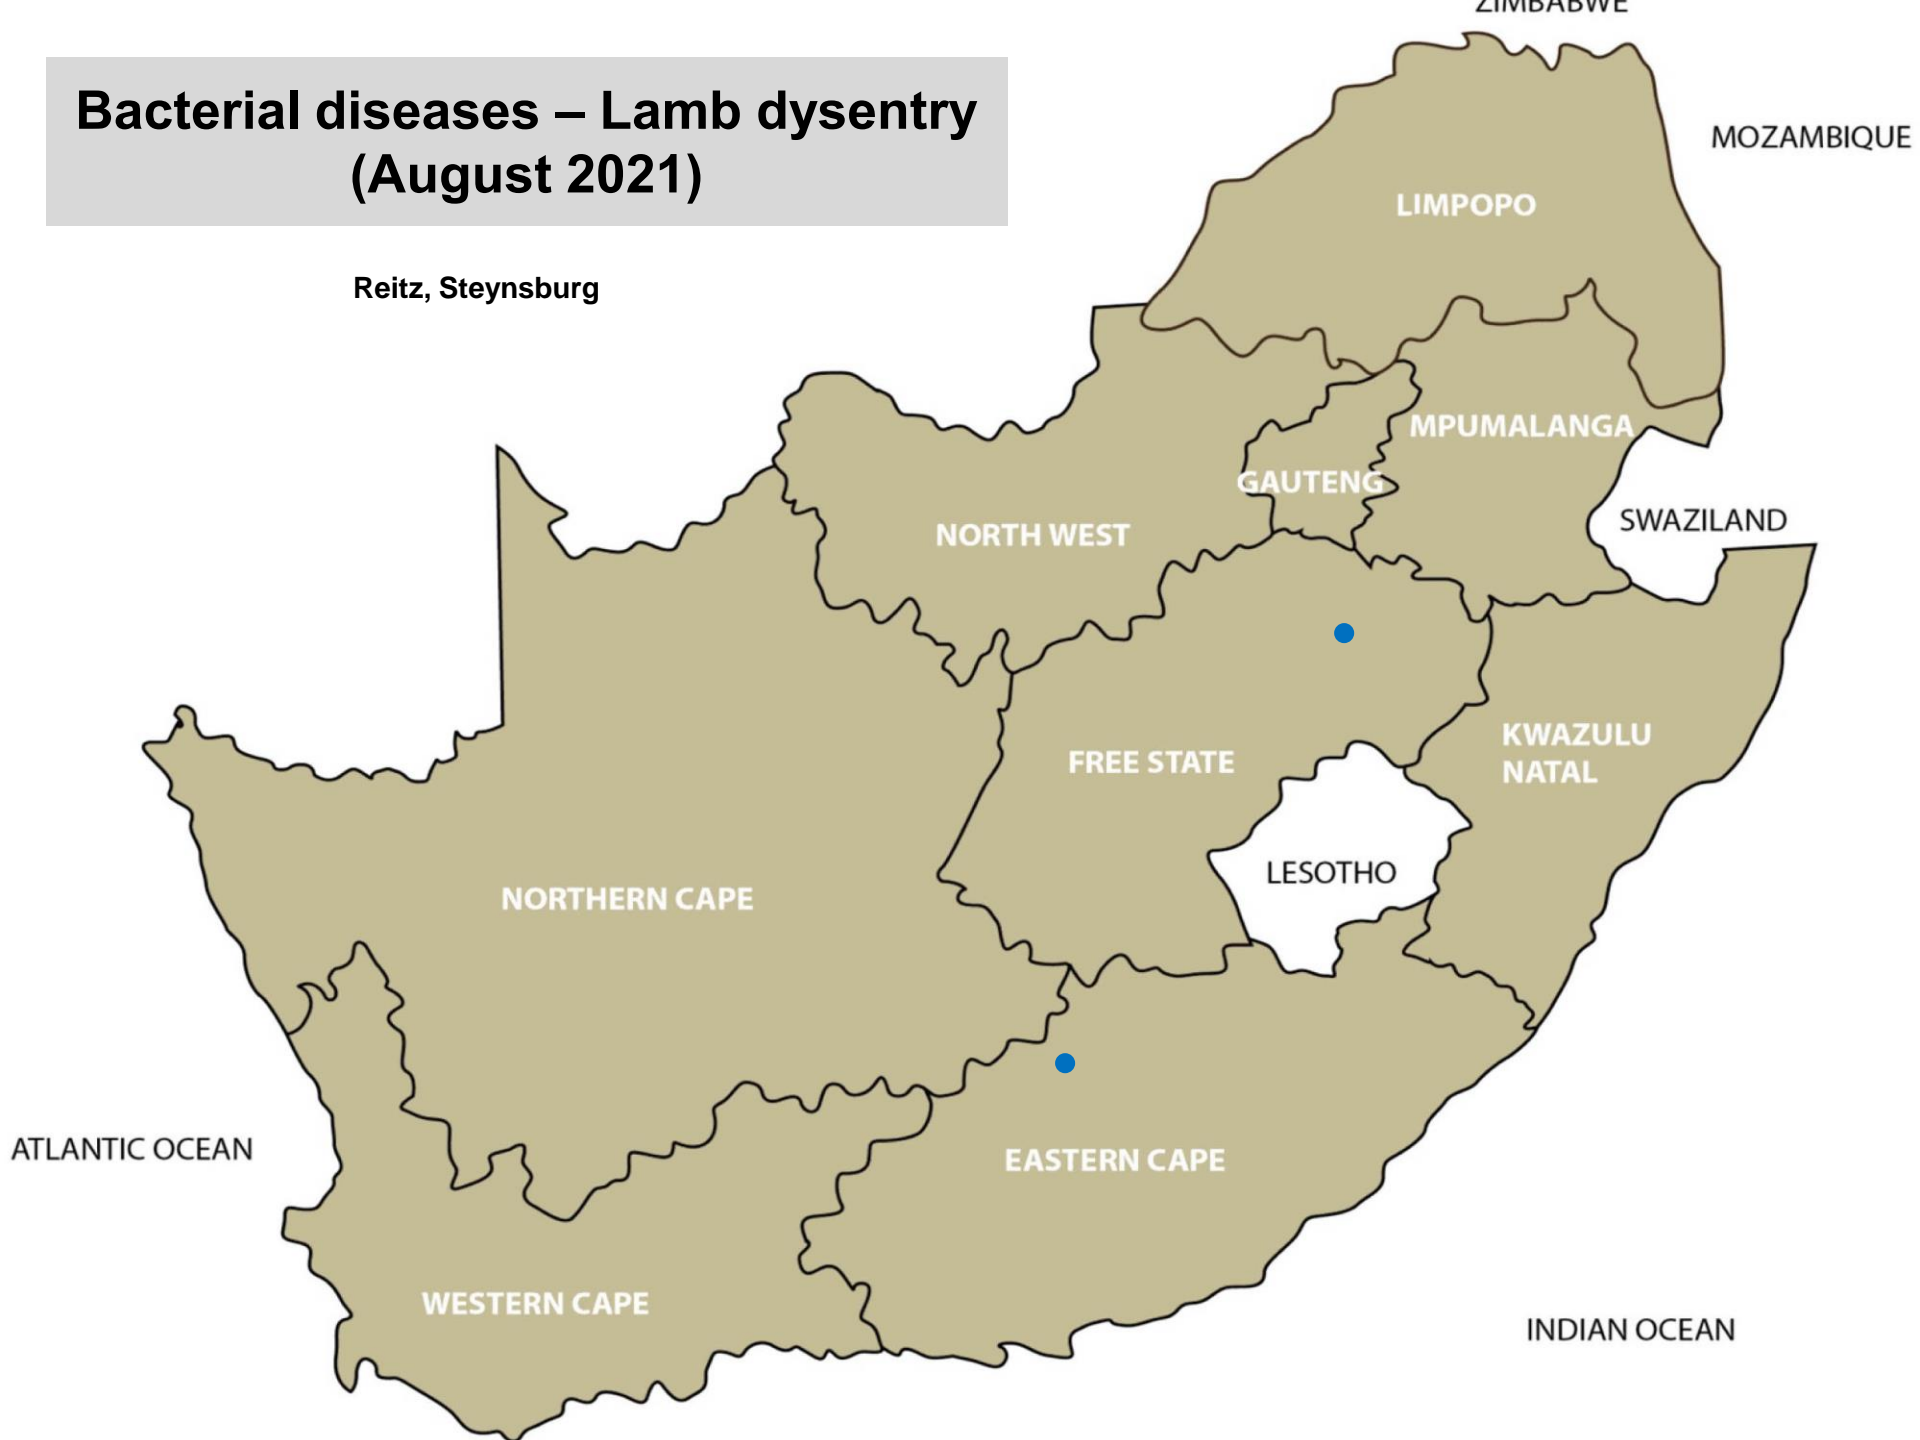 ZIMBABWE
Bacterial diseases – Lamb dysentry
(August 2021)
MOZAMBIQUE
LIMPOPO
Reitz, Steynsburg
MPUMALANGA
GAUTENG
SWAZILAND
NORTH WEST
KWAZULU
NATAL
FREE STATE
LESOTHO
NORTHERN CAPE
ATLANTIC OCEAN
EASTERN CAPE
WESTERN CAPE
INDIAN OCEAN